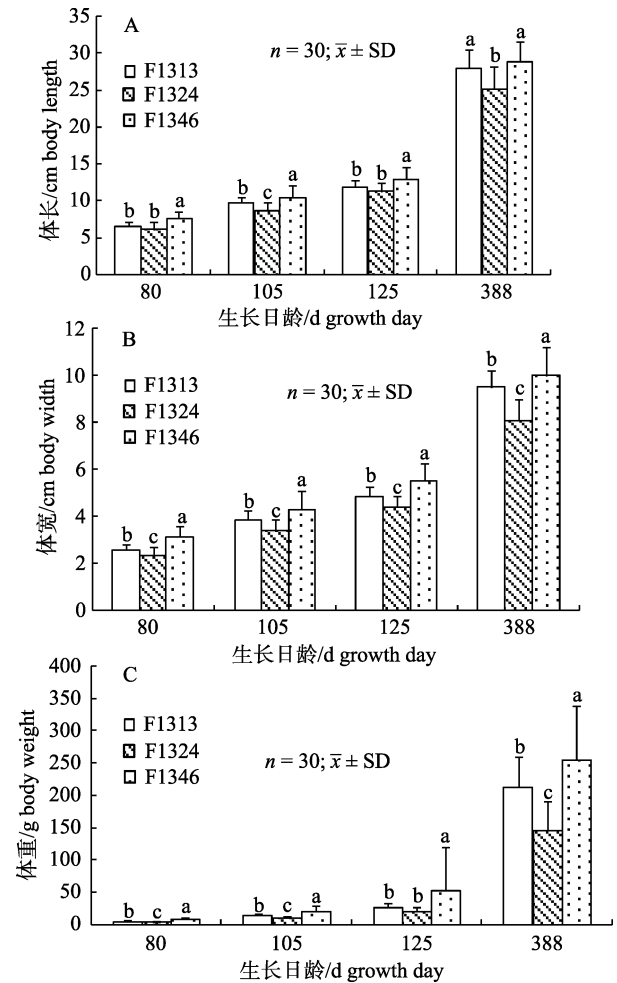 A
n = 30; x̅ ± SD
F1313
F1324
F1346
体长/cm body length
35
30
25
20
15
10
5
0
b b a
b c a
b b a
a b a
80 105 125 388
生长日龄/d growth day
B
n = 30; x̅ ± SD
F1313
F1324
F1346
体宽/cm body width
12
10
8
6
4
2
0
b c a
b c a
b c a
b c a
80 105 125 388
生长日龄/d growth day
C
n = 30; x̅ ± SD
F1313
F1324
F1346
体重/g body weight
400
350
300
250
200
150
100
50
0
b c a
b c a
b b a
b c a
80 105 125 388
生长日龄/d growth day